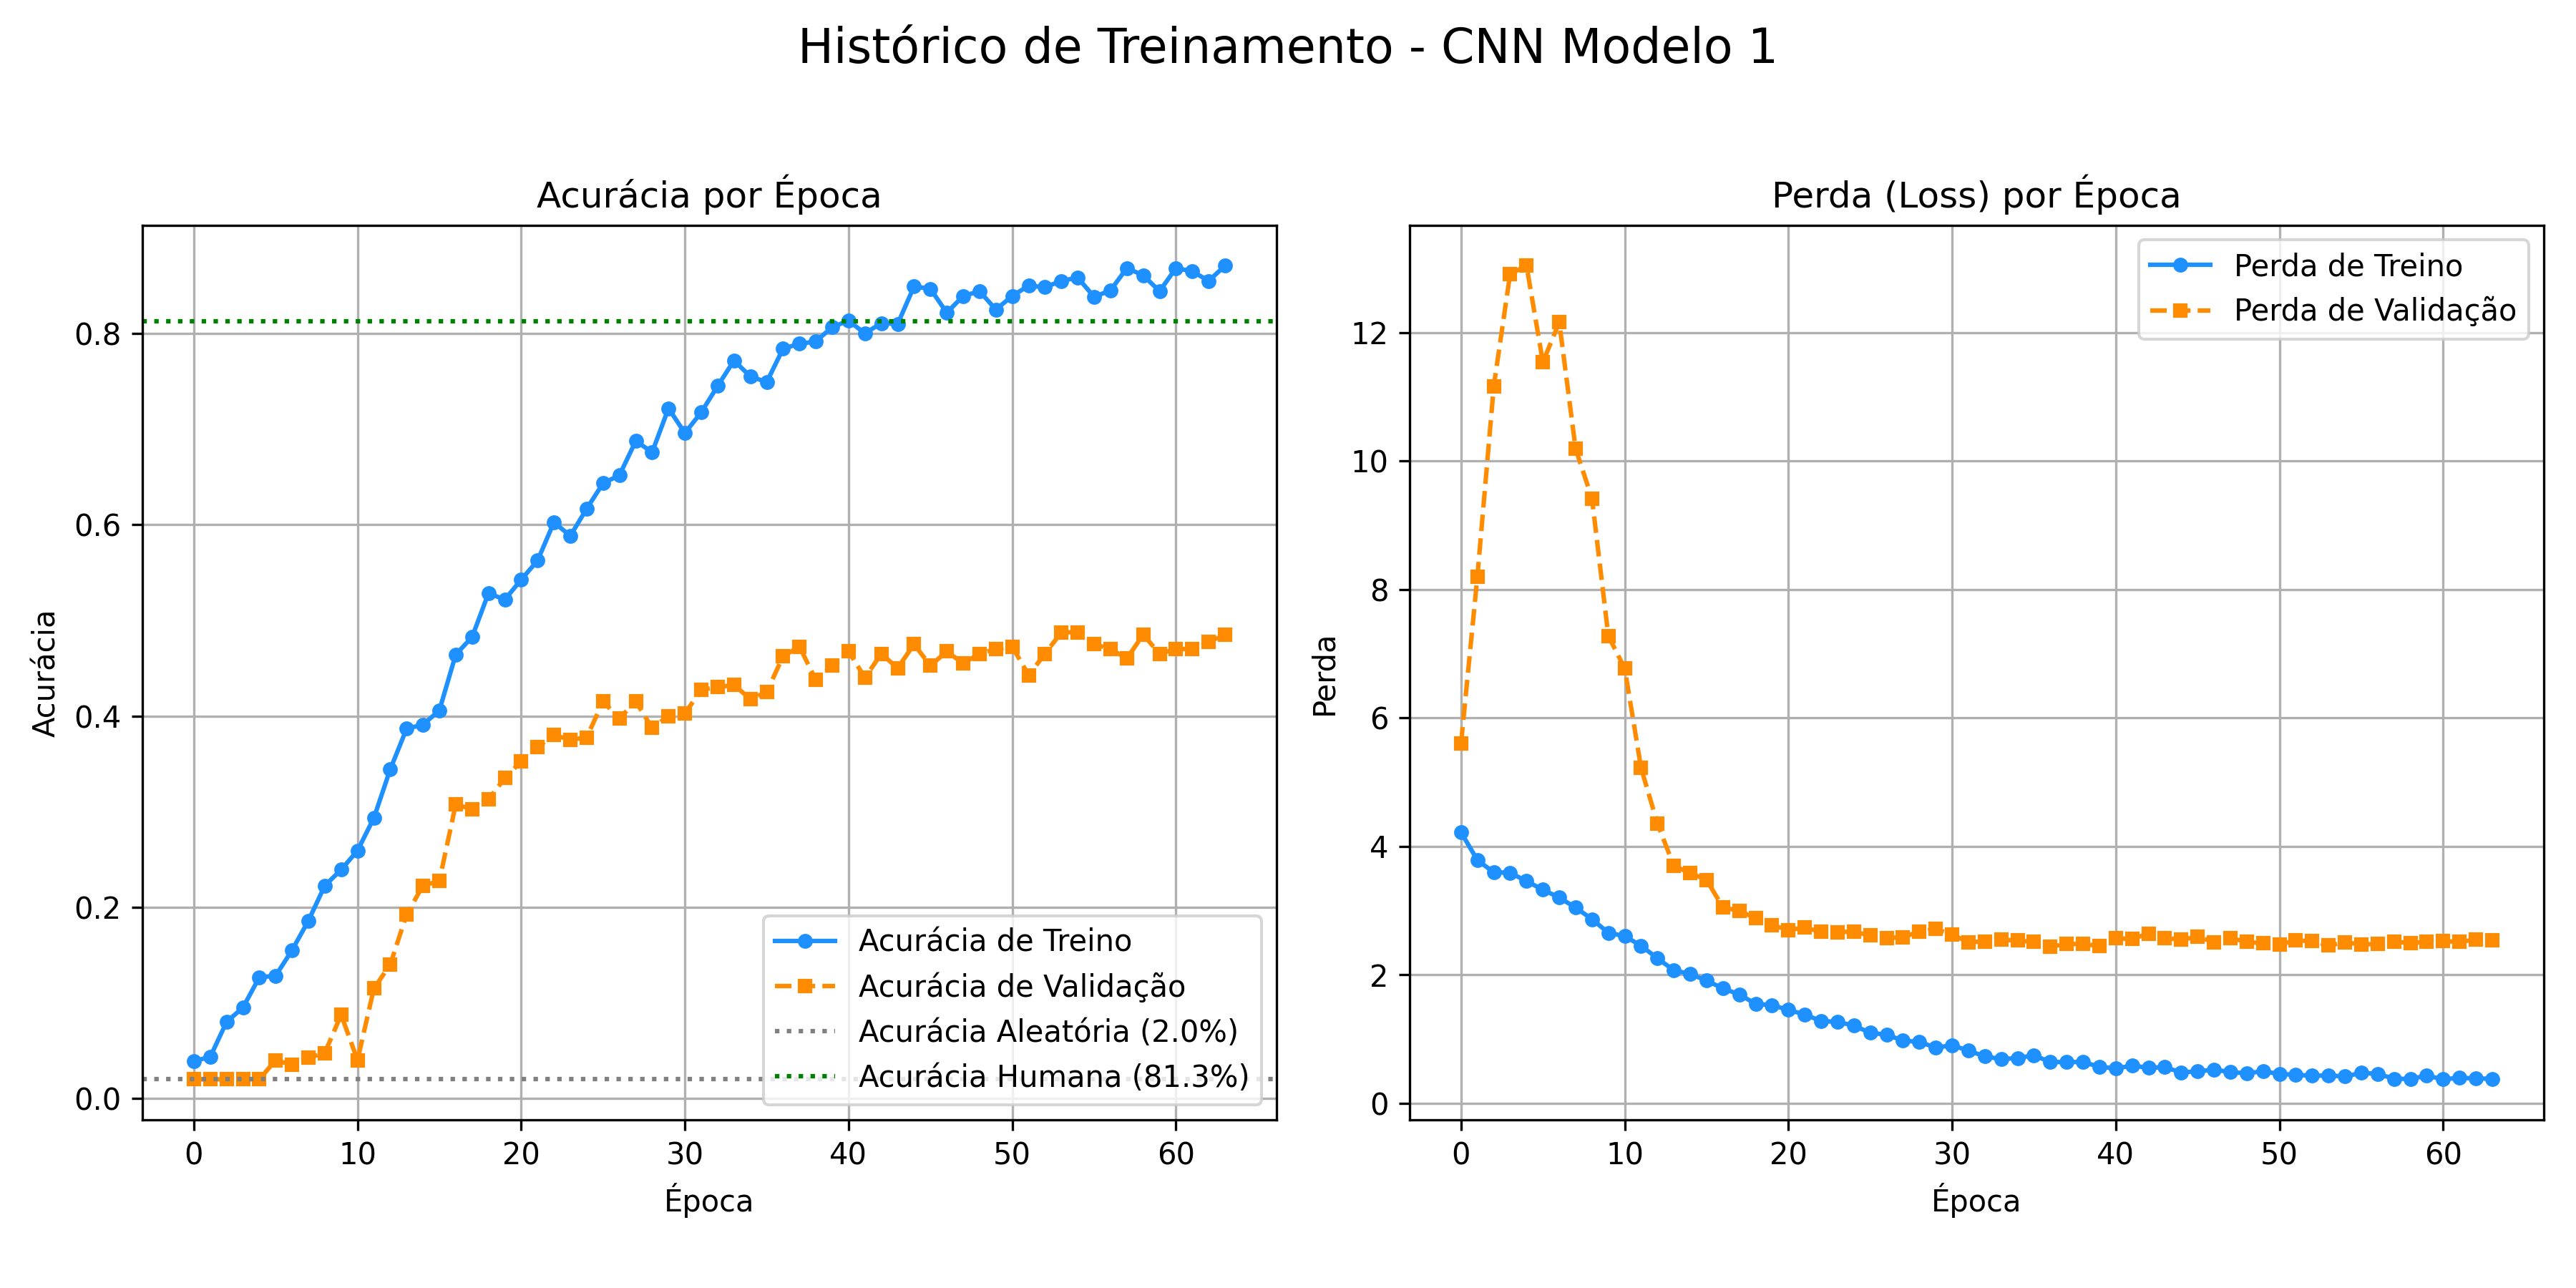 Histórico de Treinamento - CNN Modelo 1
Acurácia por Época
Acurácia
0.8
0.6
0.4
0.2
0.0
0 10 20 30 40 50 60
Época
Acurácia de Treino
Acurácia de Validação
Acurácia Aleatória (2.0%)
Acurácia Humana (81.3%)
Perda (Loss) por Época
Perda
12
10
8
6
4
2
0
0 10 20 30 40 50 60
Época
Perda de Treino
Perda de Validação